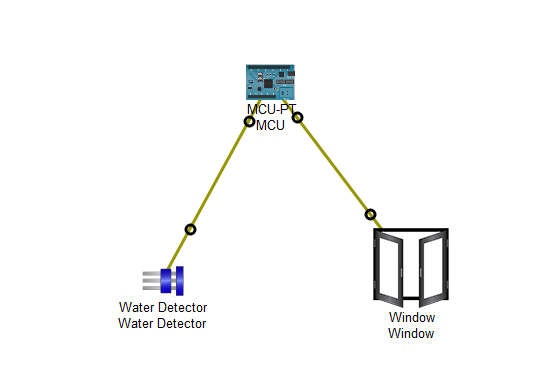 MCU-PT
MCU
Water Detector
Water Detector
Window
Window